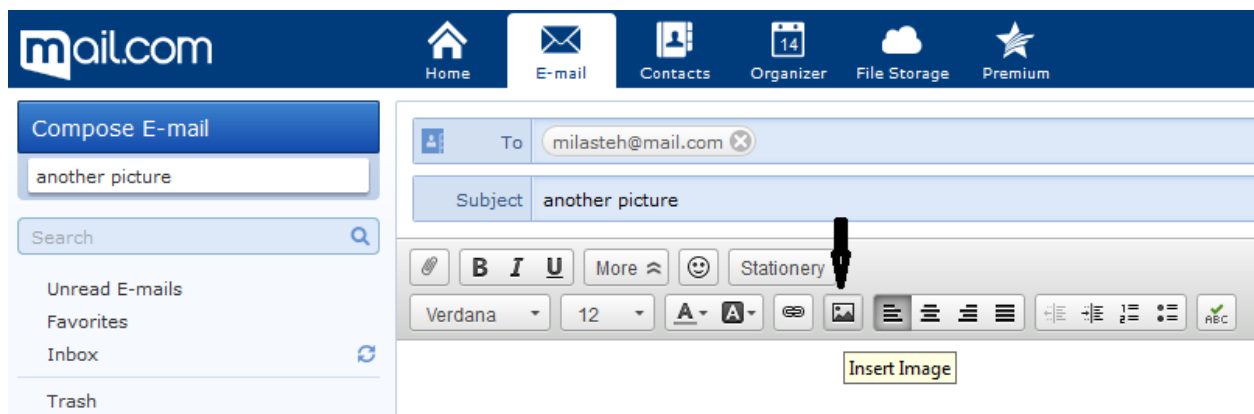 mail.com
14
Home E-mail Contacts Organizer File Storage Premium
Compose E-mail
another picture
To milasteh@mail.com
Subject another picture
Search
Unread E-mails
Favorites
Inbox
Trash
B I U More Stationery
Verdana 12 A A ABC
Insert Image